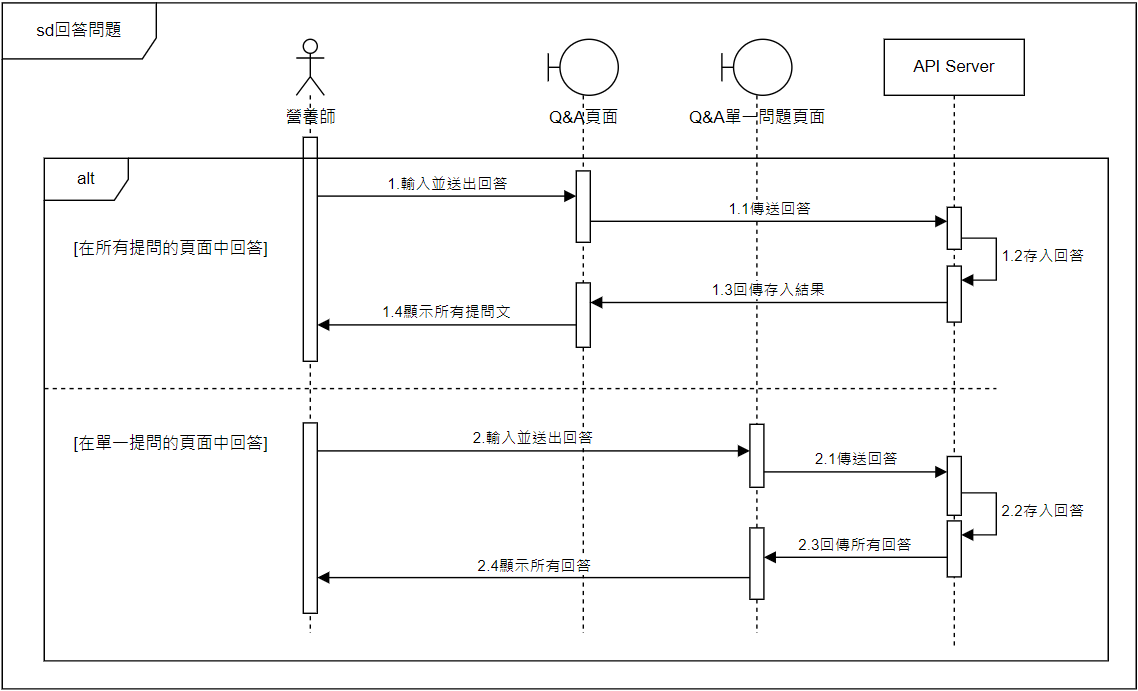 sd回答問題
營養師
Q&A頁面
Q&A單一問題頁面
API Server
alt
1.輸入並送出回答
1.1傳送回答
[在所有提問的頁面中回答]
1.2存入回答
1.3回傳存入結果
1.4顯示所有提問文
[在單一提問的頁面中回答]
2.輸入並送出回答
2.1傳送回答
2.2存入回答
2.3回傳所有回答
2.4顯示所有回答